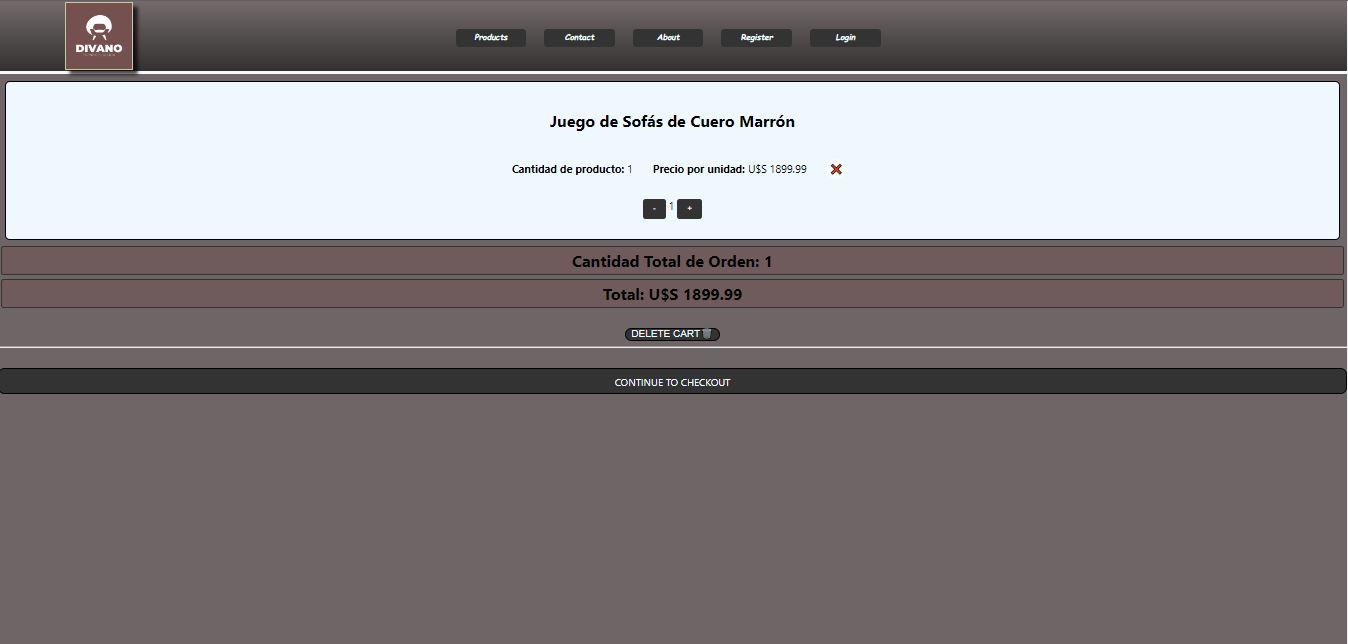 DIVANO
Products Contact About Register Login
Juego de Sofás de Cuero Marrón
Cantidad de producto: 1 Precio por unidad: U$S 1899.99
- 1 +
Cantidad Total de Orden: 1
Total: U$S 1899.99
DELETE CART
CONTINUE TO CHECKOUT